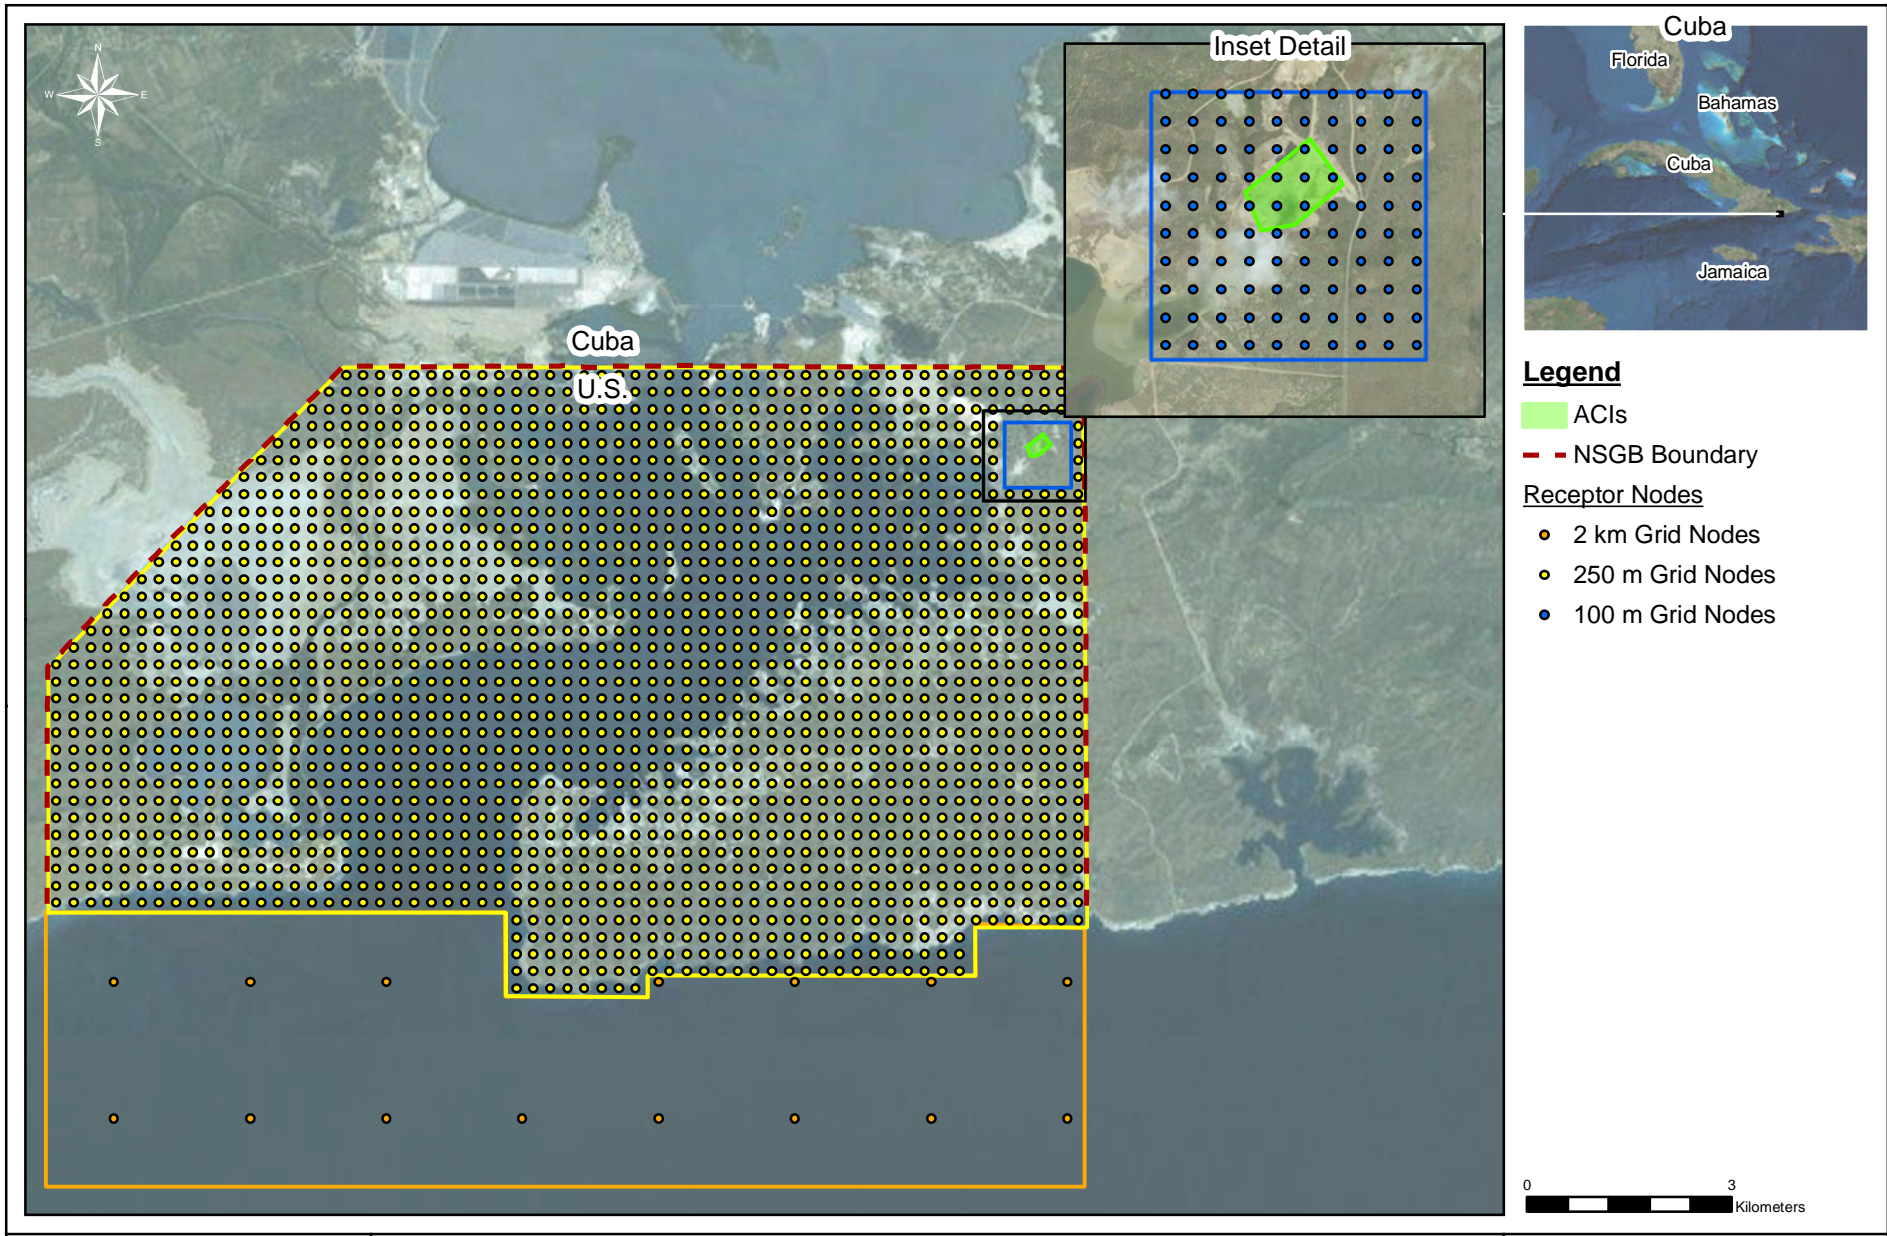 N
W
E
S
Cuba
U.S.
Inset Detail
Cuba
Florida
Bahamas
Cuba
Jamaica
Legend
ACIs
NSGB Boundary
Receptor Nodes
2 km Grid Nodes
250 m Grid Nodes
100 m Grid Nodes
0 3
Kilometers